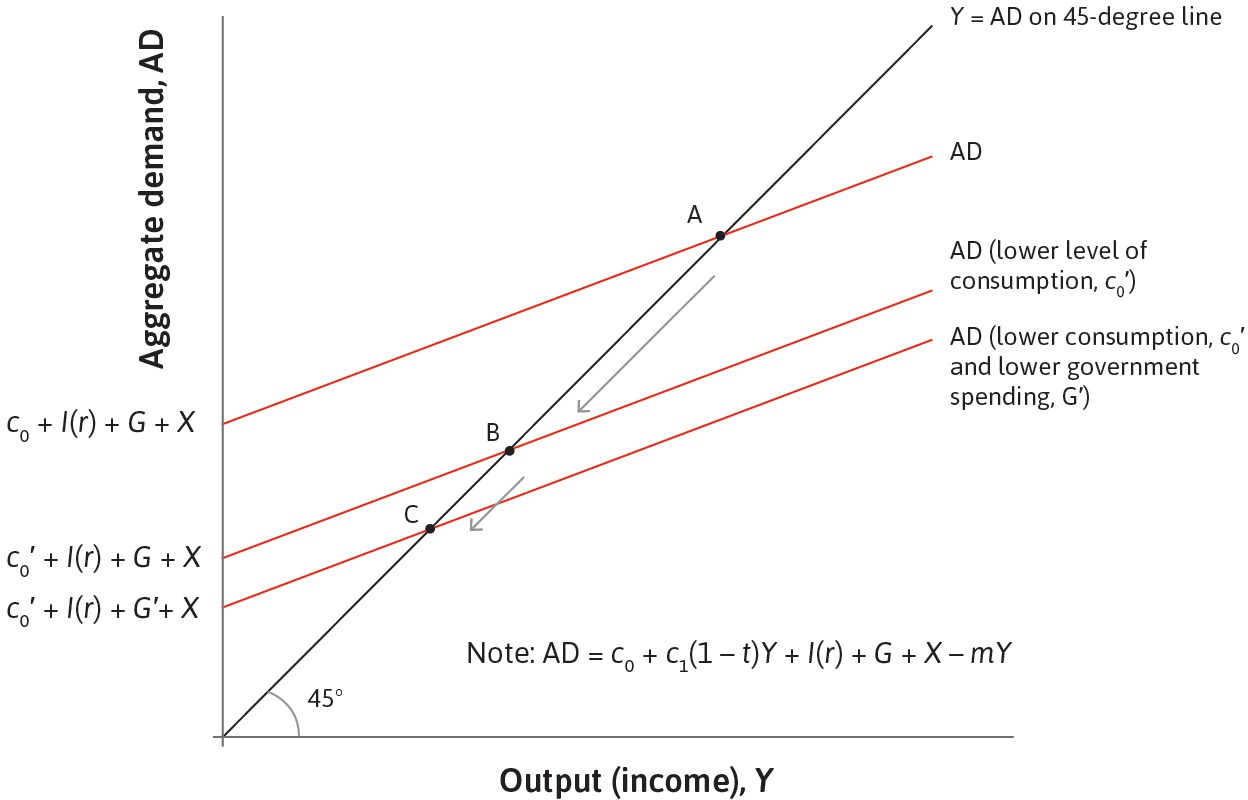 Aggregate demand, AD
Y = AD on 45-degree line
AD
A
AD (lower level of
consumption, c₀′)
AD (lower consumption, c₀′
and lower government
spending, G′)
c₀ + I(r) + G + X
B
C
c₀′ + I(r) + G + X
c₀′ + I(r) + G′+ X
Note: AD = c₀ + c₁(1 – t)Y + I(r) + G + X – mY
45°
Output (income), Y